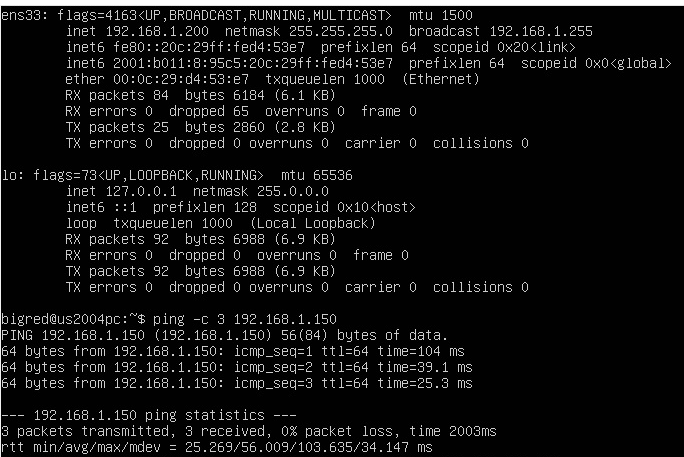 ens33: flags=4163<UP,BROADCAST,RUNNING,MULTICAST>  mtu 1500
        inet 192.168.1.200  netmask 255.255.255.0  broadcast 192.168.1.255
        inet6 fe80::20c:29ff:fed4:53e7  prefixlen 64  scopeid 0x20<link>
        inet6 2001:b011:8:95c5:20c:29ff:fed4:53e7  prefixlen 64  scopeid 0x0<global>
        ether 00:0c:29:d4:53:e7  txqueuelen 1000  (Ethernet)
        RX packets 84  bytes 6184 (6.1 KB)
        RX errors 0  dropped 65  overruns 0  frame 0
        TX packets 25  bytes 2860 (2.8 KB)
        TX errors 0  dropped 0 overruns 0  carrier 0  collisions 0

lo: flags=73<UP,LOOPBACK,RUNNING>  mtu 65536
        inet 127.0.0.1  netmask 255.0.0.0
        inet6 ::1  prefixlen 128  scopeid 0x10<host>
        loop  txqueuelen 1000  (Local Loopback)
        RX packets 92  bytes 6988 (6.9 KB)
        RX errors 0  dropped 0  overruns 0  frame 0
        TX packets 92  bytes 6988 (6.9 KB)
        TX errors 0  dropped 0 overruns 0  carrier 0  collisions 0

bigred@us2004pc:~$ ping -c 3 192.168.1.150
PING 192.168.1.150 (192.168.1.150) 56(84) bytes of data.
64 bytes from 192.168.1.150: icmp_seq=1 ttl=64 time=104 ms
64 bytes from 192.168.1.150: icmp_seq=2 ttl=64 time=39.1 ms
64 bytes from 192.168.1.150: icmp_seq=3 ttl=64 time=25.3 ms

--- 192.168.1.150 ping statistics ---
3 packets transmitted, 3 received, 0% packet loss, time 2003ms
rtt min/avg/max/mdev = 25.269/56.009/103.635/34.147 ms